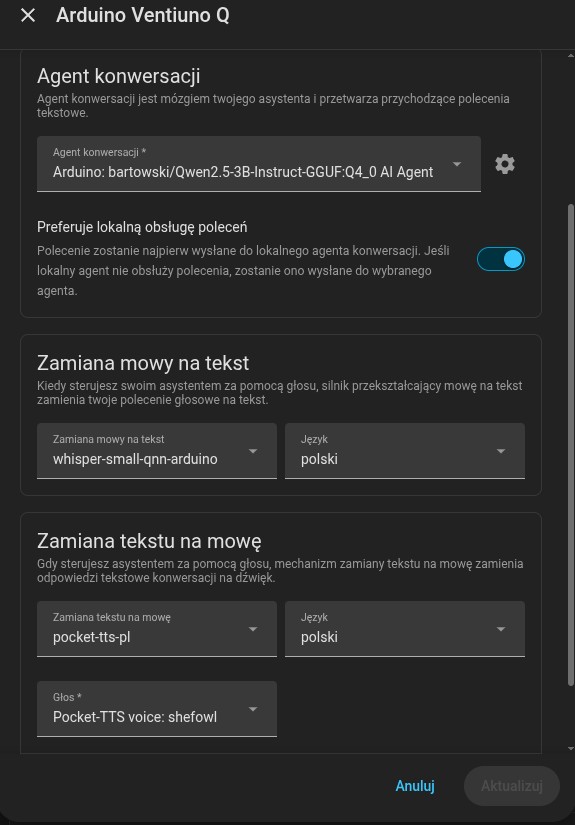 Arduino Ventiuno Q
Agent konwersacji
Agent konwersacji jest mózgiem twojego asystenta i przetwarza przychodzące polecenia
tekstowe.
Agent konwersacji *
Arduino: bartowski/Qwen2.5-3B-Instruct-GGUF:Q4_0 AI Agent
Preferuje lokalną obsługę poleceń
Polecenie zostanie najpierw wysłane do lokalnego agenta konwersacji. Jeśli
lokalny agent nie obsłuży polecenia, zostanie ono wysłane do wybranego
agenta.
Zamiana mowy na tekst
Kiedy sterujesz swoim asystentem za pomocą głosu, silnik przekształcający mowę na tekst
zamienia twoje polecenie głosowe na tekst.
Zamiana mowy na tekst
whisper-small-qnn-arduino
Język
polski
Zamiana tekstu na mowę
Gdy sterujesz asystentem za pomocą głosu, mechanizm zamiany tekstu na mowę zamienia
odpowiedzi tekstowe konwersacji na dźwięk.
Zamiana tekstu na mowę
pocket-tts-pl
Język
polski
Głos *
Pocket-TTS voice: shefowl
Anuluj
Aktualizuj